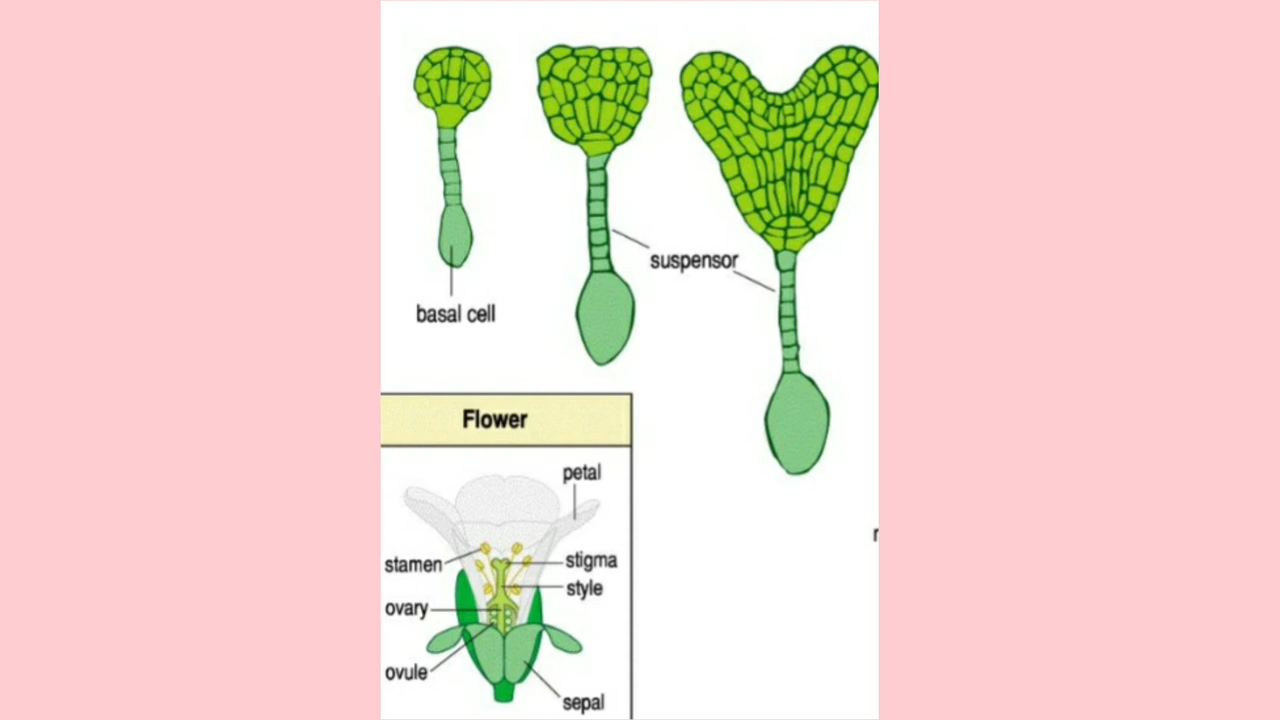 suspensor
basal cell
Flower
petal
stamen
stigma
style
ovary
ovule
sepal